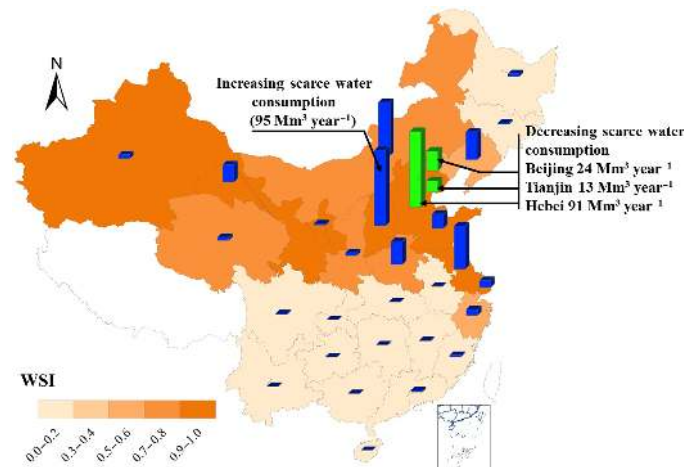 N
Increasing scarce water
consumption
(95 Mm³ year⁻¹)
Decreasing scarce water
consumption
Beijing 24 Mm³ year⁻¹
Tianjin 13 Mm³ year⁻¹
Hebei 91 Mm³ year⁻¹
WSI
0.0–0.2
0.3–0.4
0.5–0.6
0.7–0.8
0.9–1.0